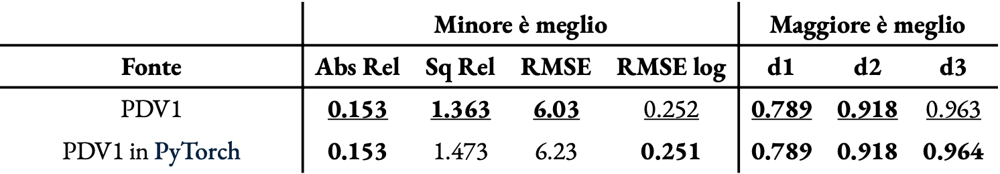 Minore è meglio Maggiore è meglio
Fonte Abs Rel Sq Rel RMSE RMSE log d1 d2 d3
PDV1 0.153 1.363 6.03 0.252 0.789 0.918 0.963
PDV1 in PyTorch 0.153 1.473 6.23 0.251 0.789 0.918 0.964